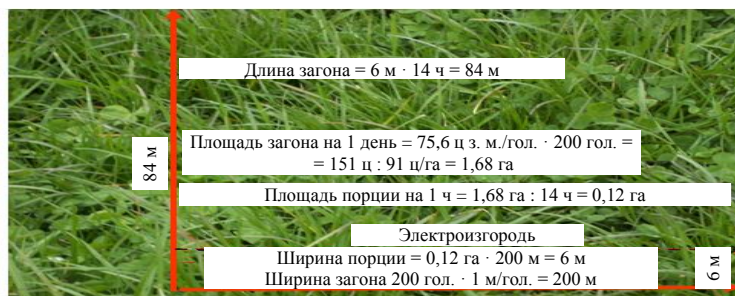 Длина загона = 6 м · 14 ч = 84 м
84 м
Площадь загона на 1 день = 75,6 ц з. м./гол. · 200 гол. =
= 151 ц : 91 ц/га = 1,68 га
Площадь порции на 1 ч = 1,68 га : 14 ч = 0,12 га
Электроизгородь
Ширина порции = 0,12 га · 200 м = 6 м
Ширина загона 200 гол. · 1 м/гол. = 200 м
6 м